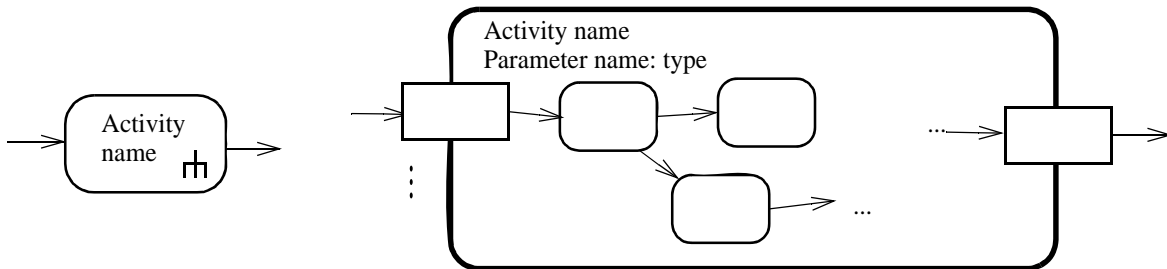 Activity name
Parameter name: type
Activity
name
...
...